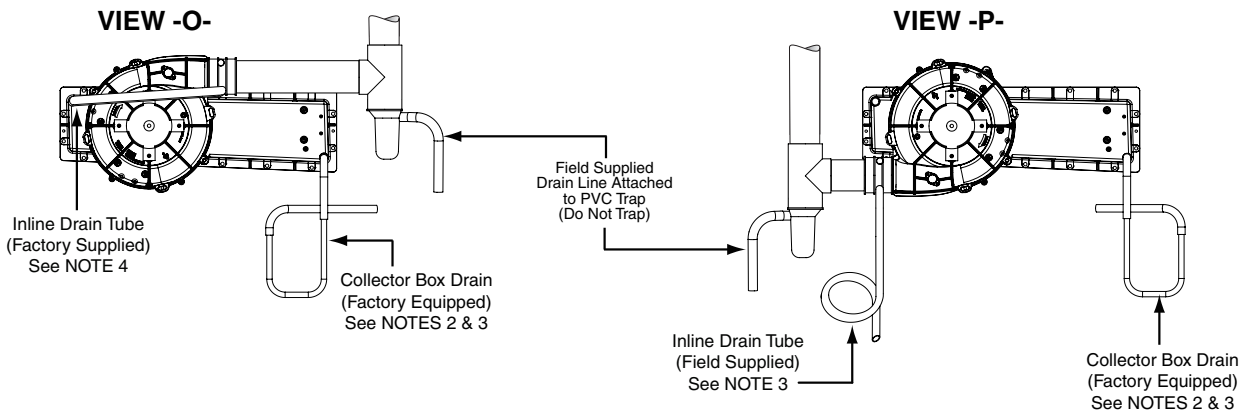 VIEW -O-
VIEW -P-
Inline Drain Tube
(Factory Supplied)
See NOTE 4
Collector Box Drain
(Factory Equipped)
See NOTES 2 & 3
Field Supplied
Drain Line Attached
to PVC Trap
(Do Not Trap)
Inline Drain Tube
(Field Supplied)
See NOTE 3
Collector Box Drain
(Factory Equipped)
See NOTES 2 & 3